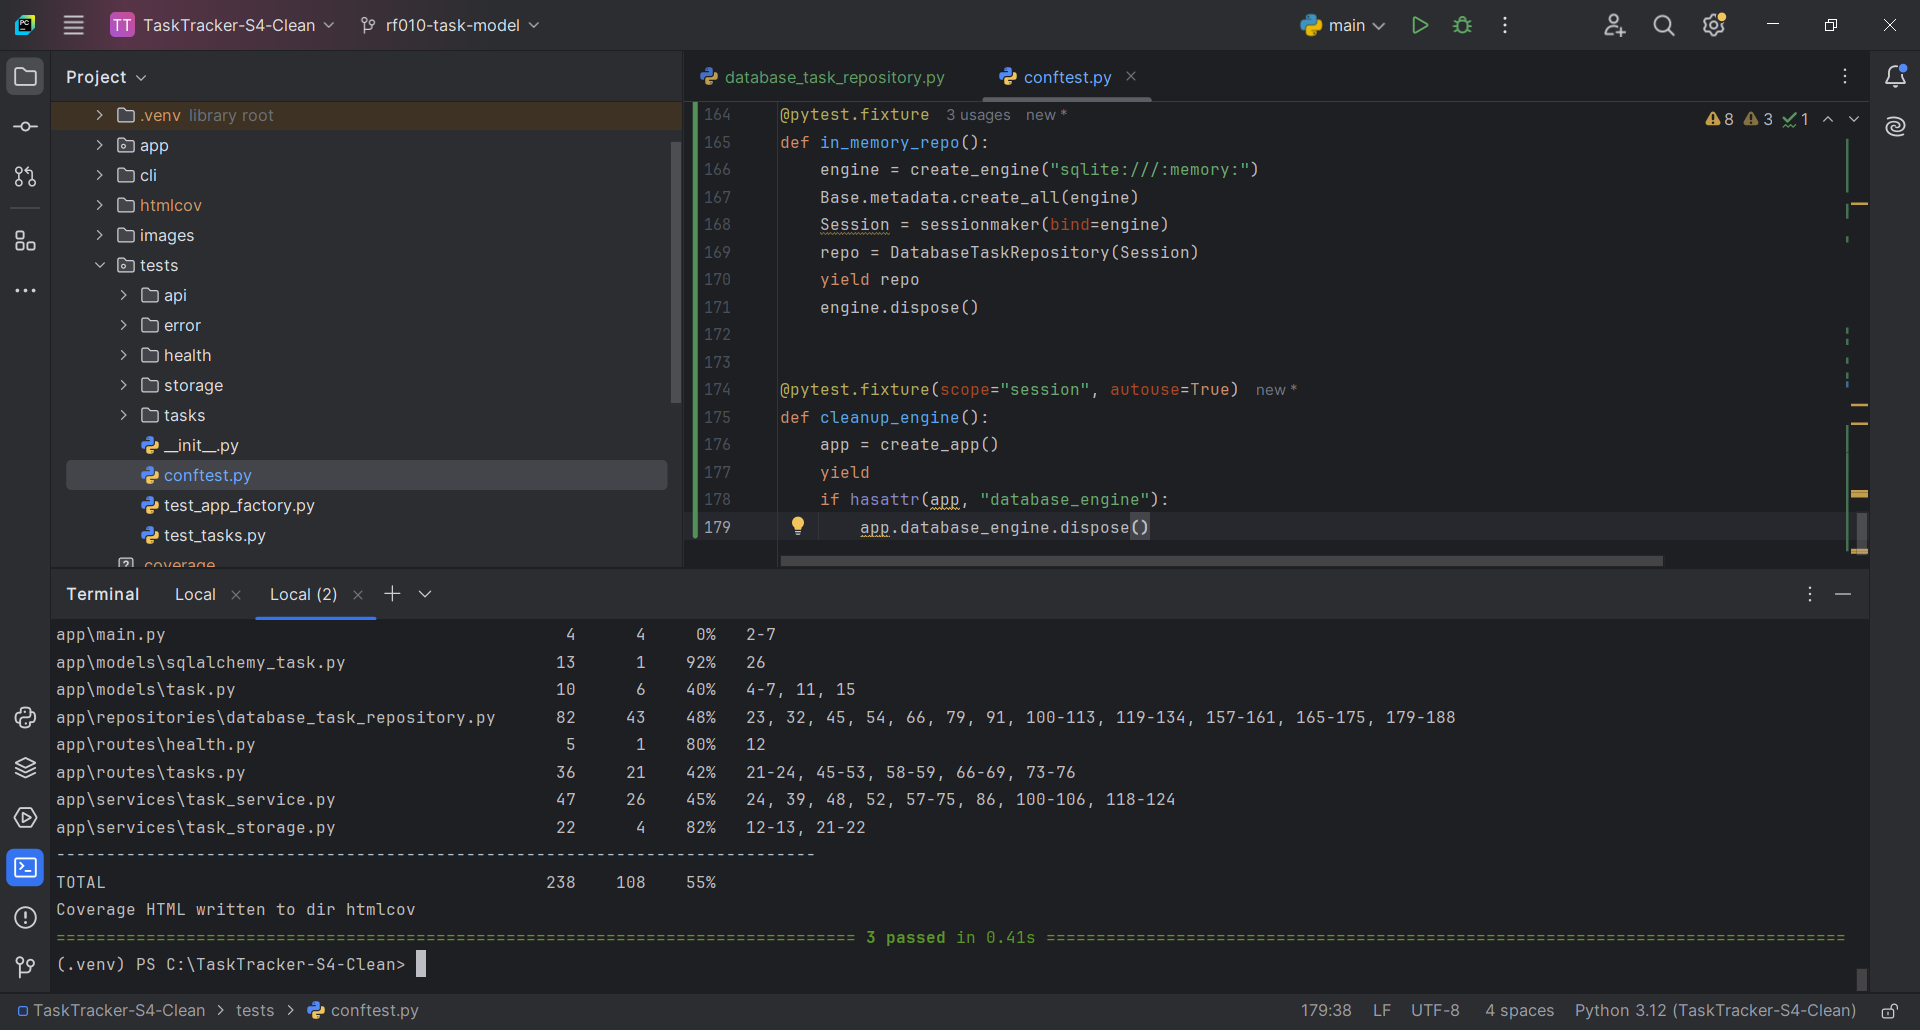 PC
TT TaskTracker-S4-Clean
rf010-task-model
main
Project
.venv library root
app
cli
htmlcov
images
tests
api
error
health
storage
tasks
__init__.py
conftest.py
test_app_factory.py
test_tasks.py
.coverage
database_task_repository.py
conftest.py
8 3 1
164 @pytest.fixture 3 usages new *
165 def in_memory_repo():
166 engine = create_engine("sqlite:///:memory:")
167 Base.metadata.create_all(engine)
168 Session = sessionmaker(bind=engine)
169 repo = DatabaseTaskRepository(Session)
170 yield repo
171 engine.dispose()
172
173
174 @pytest.fixture(scope="session", autouse=True) new *
175 def cleanup_engine():
176 app = create_app()
177 yield
178 if hasattr(app, "database_engine"):
179 app.database_engine.dispose()
Terminal Local Local (2)
app\main.py 4 4 0% 2-7
app\models\sqlalchemy_task.py 13 1 92% 26
app\models\task.py 10 6 40% 4-7, 11, 15
app\repositories\database_task_repository.py 82 43 48% 23, 32, 45, 54, 66, 79, 91, 100-113, 119-134, 157-161, 165-175, 179-188
app\routes\health.py 5 1 80% 12
app\routes\tasks.py 36 21 42% 21-24, 45-53, 58-59, 66-69, 73-76
app\services\task_service.py 47 26 45% 24, 39, 48, 52, 57-75, 86, 100-106, 118-124
app\services\task_storage.py 22 4 82% 12-13, 21-22
----------------------------------------------------------------------------
TOTAL 238 108 55%
Coverage HTML written to dir htmlcov
================================================================================ 3 passed in 0.41s ================================================================================
(.venv) PS C:\TaskTracker-S4-Clean>
TaskTracker-S4-Clean > tests > conftest.py
179:38 LF UTF-8 4 spaces Python 3.12 (TaskTracker-S4-Clean)